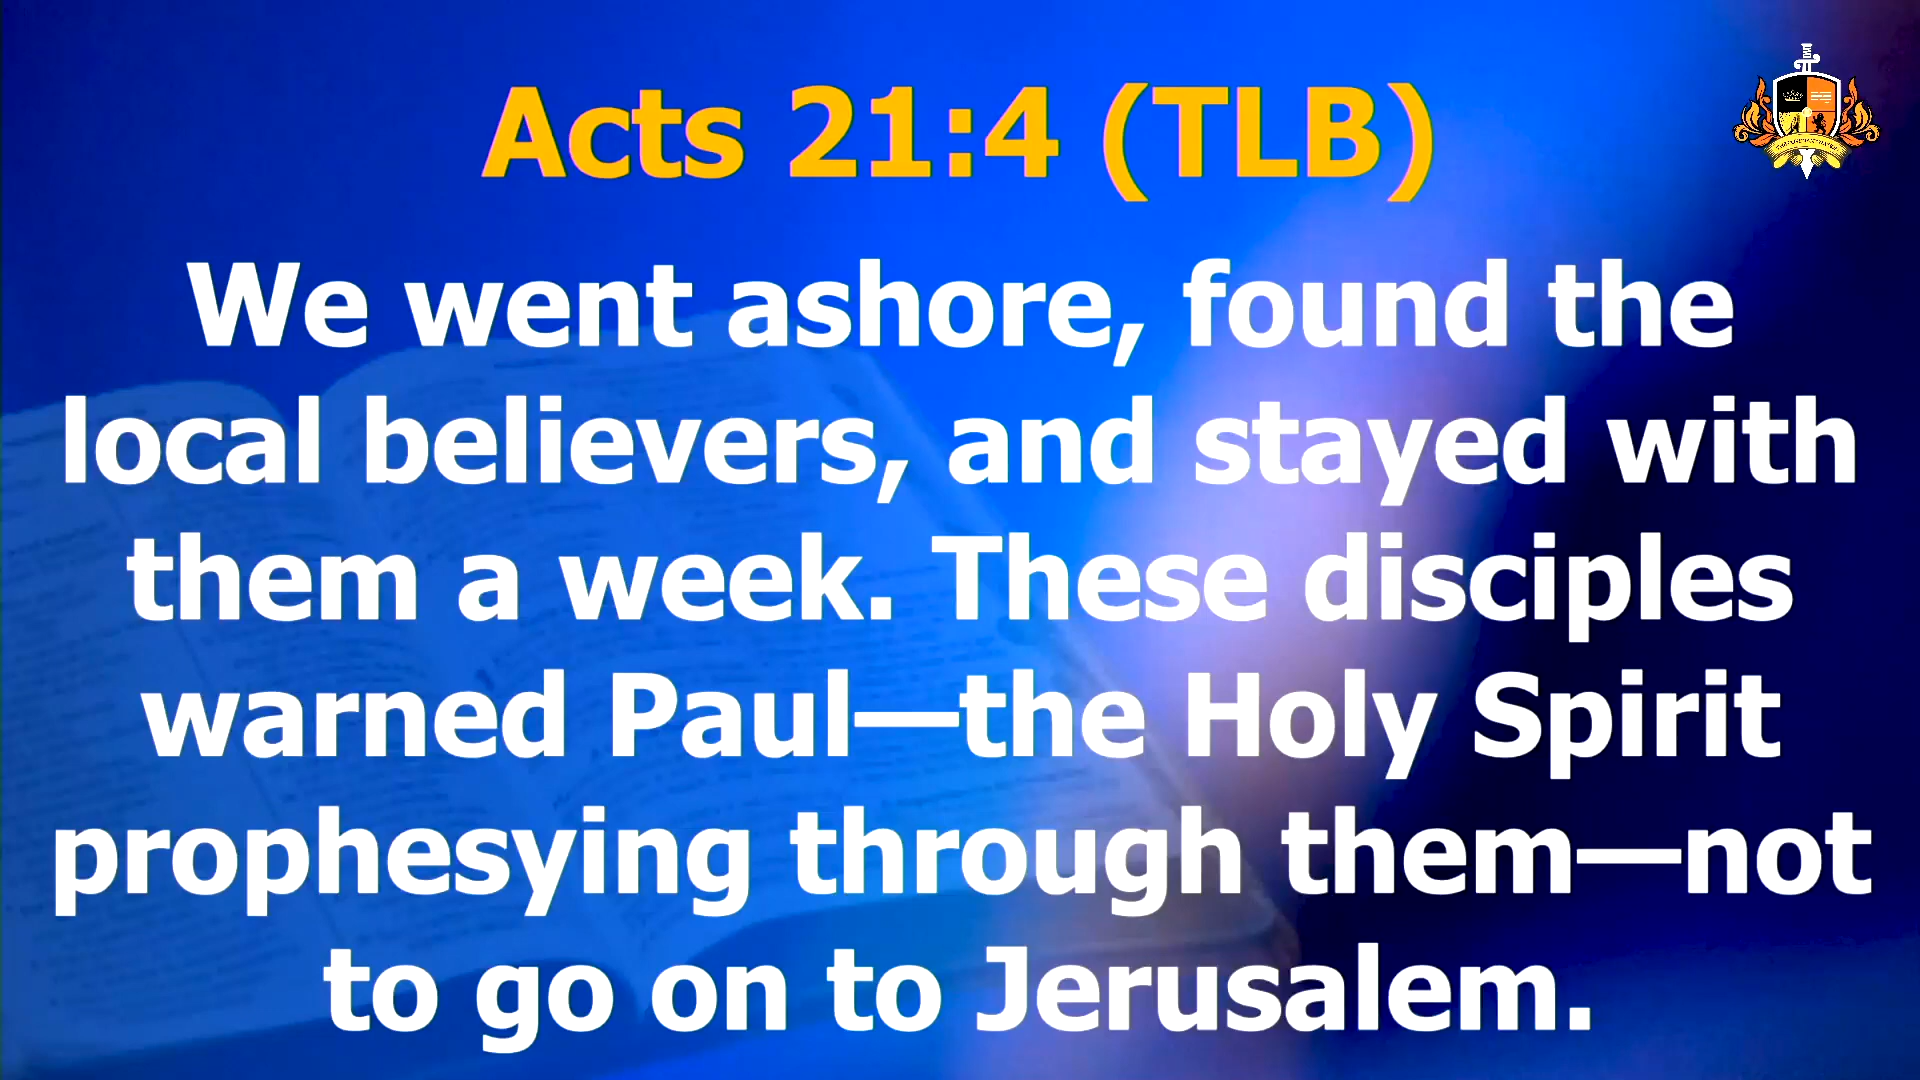 Acts 21:4 (TLB)
We went ashore, found the
local believers, and stayed with
them a week. These disciples
warned Paul—the Holy Spirit
prophesying through them—not
to go on to Jerusalem.